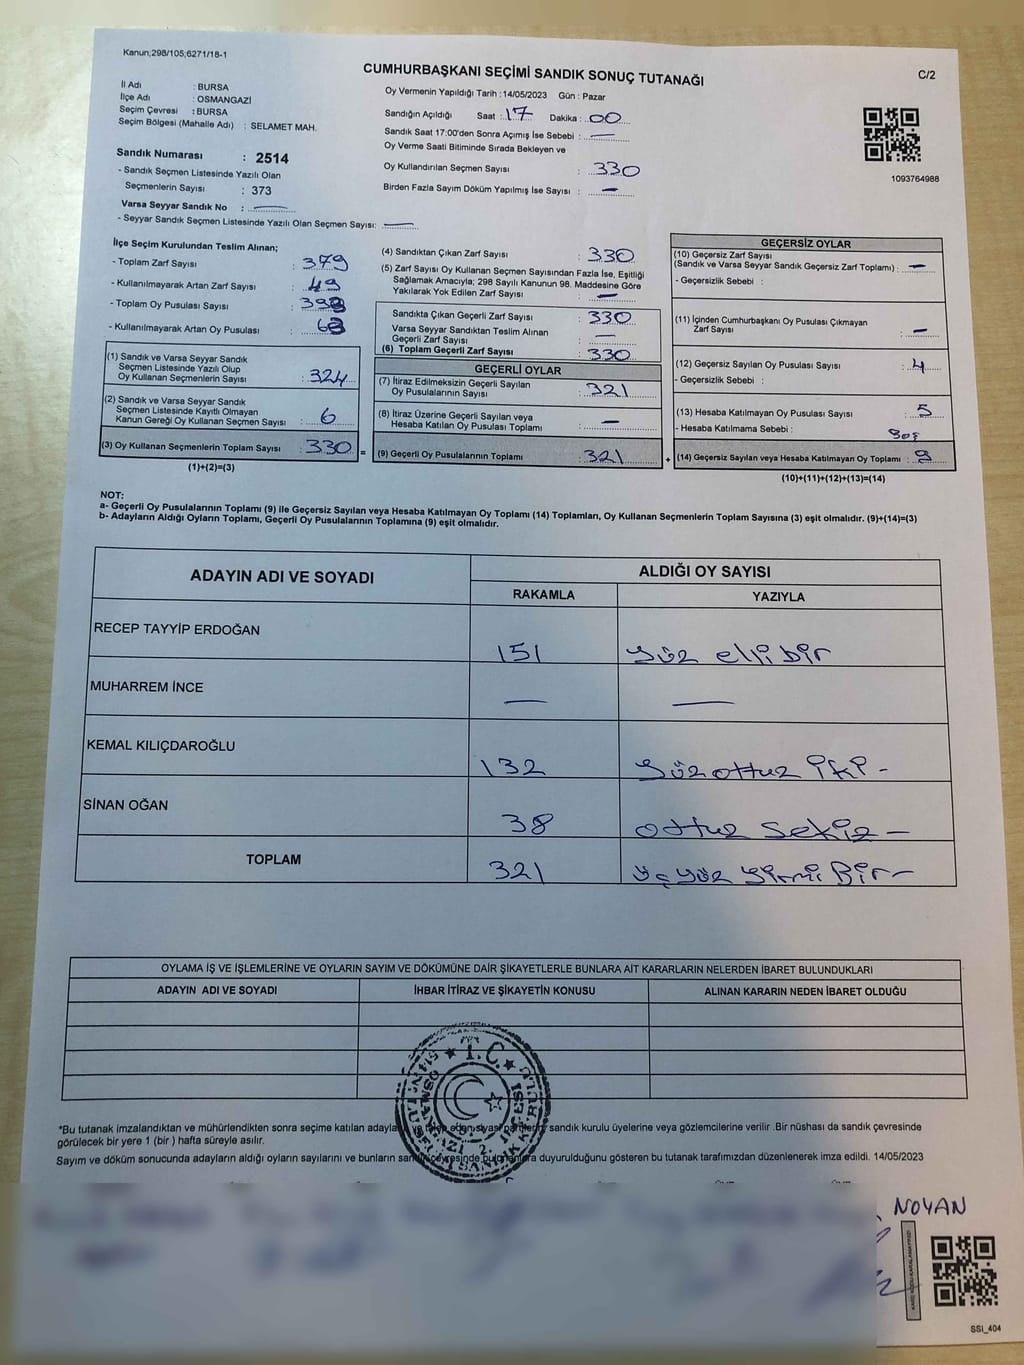 Kanun;298/105;6271/18-1
CUMHURBAŞKANI SEÇİMİ SANDIK SONUÇ TUTANAĞI
C/2
İl Adı : BURSA
İlçe Adı : OSMANGAZİ
Seçim Çevresi : BURSA
Seçim Bölgesi (Mahalle Adı) : SELAMET MAH.
Sandık Numarası : 2514
- Sandık Seçmen Listesinde Yazılı Olan
Seçmenlerin Sayısı : 373
Varsa Seyyar Sandık No : —
- Seyyar Sandık Seçmen Listesinde Yazılı Olan Seçmen Sayısı: —
Oy Vermenin Yapıldığı Tarih : 14/05/2023 Gün : Pazar
Sandığın Açıldığı Saat : 17 Dakika : 00
Sandık Saat 17:00'den Sonra Açımış İse Sebebi : —
Oy Verme Saati Bitiminde Sırada Bekleyen ve
Oy Kullandırılan Seçmen Sayısı : 330
Birden Fazla Sayım Döküm Yapılmış İse Sayısı : —
1093764988
İlçe Seçim Kurulundan Teslim Alınan;
- Toplam Zarf Sayısı : 379
- Kullanılmayarak Artan Zarf Sayısı : 49
- Toplam Oy Pusulası Sayısı :
- Kullanılmayarak Artan Oy Pusulası :
(1) Sandık ve Varsa Seyyar Sandık
Seçmen Listesinde Yazılı Olup
Oy Kullanan Seçmenlerin Sayısı : 324
(2) Sandık ve Varsa Seyyar Sandık
Seçmen Listesinde Kayıtlı Olmayan
Kanun Gereği Oy Kullanan Seçmen Sayısı : 6
(3) Oy Kullanan Seçmenlerin Toplam Sayısı : 330 =
(1)+(2)=(3)
(4) Sandıktan Çıkan Zarf Sayısı : 330
(5) Zarf Sayısı Oy Kullanan Seçmen Sayısından Fazla İse, Eşitliği
Sağlamak Amacıyla; 298 Sayılı Kanunun 98. Maddesine Göre
Yakılarak Yok Edilen Zarf Sayısı : —
Sandıkta Çıkan Geçerli Zarf Sayısı : 330
Varsa Seyyar Sandıktan Teslim Alınan
Geçerli Zarf Sayısı : —
(6) Toplam Geçerli Zarf Sayısı : 330
GEÇERLİ OYLAR
(7) İtiraz Edilmeksizin Geçerli Sayılan
Oy Pusulalarının Sayısı : 321
(8) İtiraz Üzerine Geçerli Sayılan veya
Hesaba Katılan Oy Pusulası Toplamı : —
(9) Geçerli Oy Pusulalarının Toplamı : 321 +
GEÇERSİZ OYLAR
(10) Geçersiz Zarf Sayısı
(Sandık ve Varsa Seyyar Sandık Geçersiz Zarf Toplamı) : —
- Geçersizlik Sebebi :
(11) İçinden Cumhurbaşkanı Oy Pusulası Çıkmayan
Zarf Sayısı : —
(12) Geçersiz Sayılan Oy Pusulası Sayısı : 4
- Geçersizlik Sebebi :
(13) Hesaba Katılmayan Oy Pusulası Sayısı : 5
- Hesaba Katılmama Sebebi : Boş
(14) Geçersiz Sayılan veya Hesaba Katılmayan Oy Toplamı : 9
(10)+(11)+(12)+(13)=(14)
NOT:
a- Geçerli Oy Pusulalarının Toplamı (9) ile Geçersiz Sayılan veya Hesaba Katılmayan Oy Toplamı (14) Toplamları, Oy Kullanan Seçmenlerin Toplam Sayısına (3) eşit olmalıdır. (9)+(14)=(3)
b- Adayların Aldığı Oyların Toplamı, Geçerli Oy Pusulalarının Toplamına (9) eşit olmalıdır.
ADAYIN ADI VE SOYADI ALDIĞI OY SAYISI
RAKAMLA YAZIYLA
RECEP TAYYİP ERDOĞAN 151 Yüz elli bir
MUHARREM İNCE — —
KEMAL KILIÇDAROĞLU 132 Yüz ottuz iki -
SİNAN OĞAN 38 ottuz sekiz -
TOPLAM 321 üç yüz yirmi Bir-
OYLAMA İŞ VE İŞLEMLERİNE VE OYLARIN SAYIM VE DÖKÜMÜNE DAİR ŞİKAYETLERLE BUNLARA AİT KARARLARIN NELERDEN İBARET BULUNDUKLARI
ADAYIN ADI VE SOYADI İHBAR İTİRAZ VE ŞİKAYETİN KONUSU ALINAN KARARIN NEDEN İBARET OLDUĞU
T.C.
*Bu tutanak imzalandıktan ve mühürlendikten sonra seçime katılan adaylar ve talep eden siyasi partilerin sandık kurulu üyelerine veya gözlemcilerine verilir .Bir nüshası da sandık çevresinde
görülecek bir yere 1 (bir ) hafta süreyle asılır.
Sayım ve döküm sonucunda adayların aldığı oyların sayılarını ve bunların sandık çevresinde bulunanlara duyurulduğunu gösteren bu tutanak tarafımızdan düzenlenerek imza edildi. 14/05/2023
NOYAN
SSİ_404